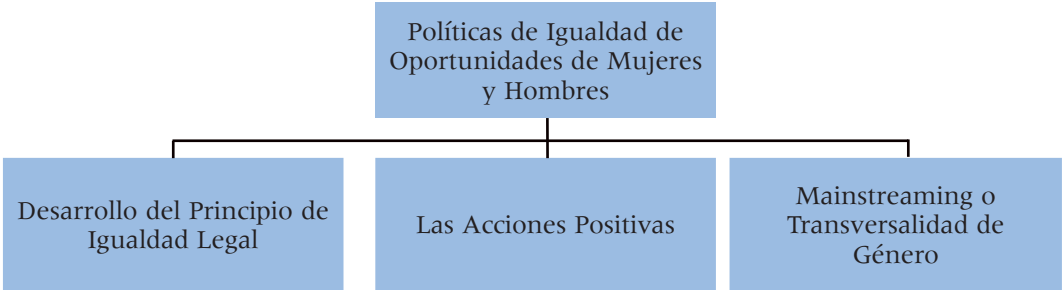 Políticas de Igualdad de
Oportunidades de Mujeres
y Hombres
Desarrollo del Principio de
Igualdad Legal
Las Acciones Positivas
Mainstreaming o
Transversalidad de
Género